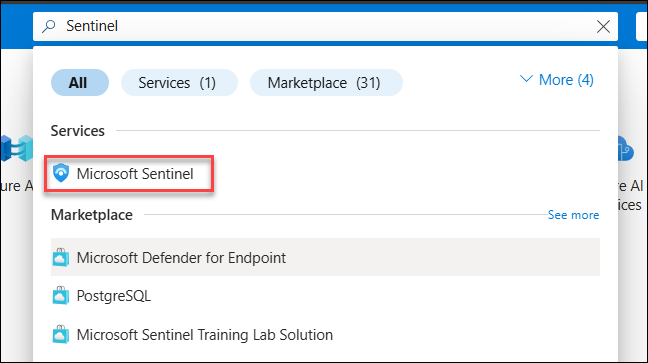 Sentinel
All
Services (1)
Marketplace (31)
More (4)
Services
Microsoft Sentinel
ure A
e AI
ices
Marketplace
See more
Microsoft Defender for Endpoint
PostgreSQL
Microsoft Sentinel Training Lab Solution